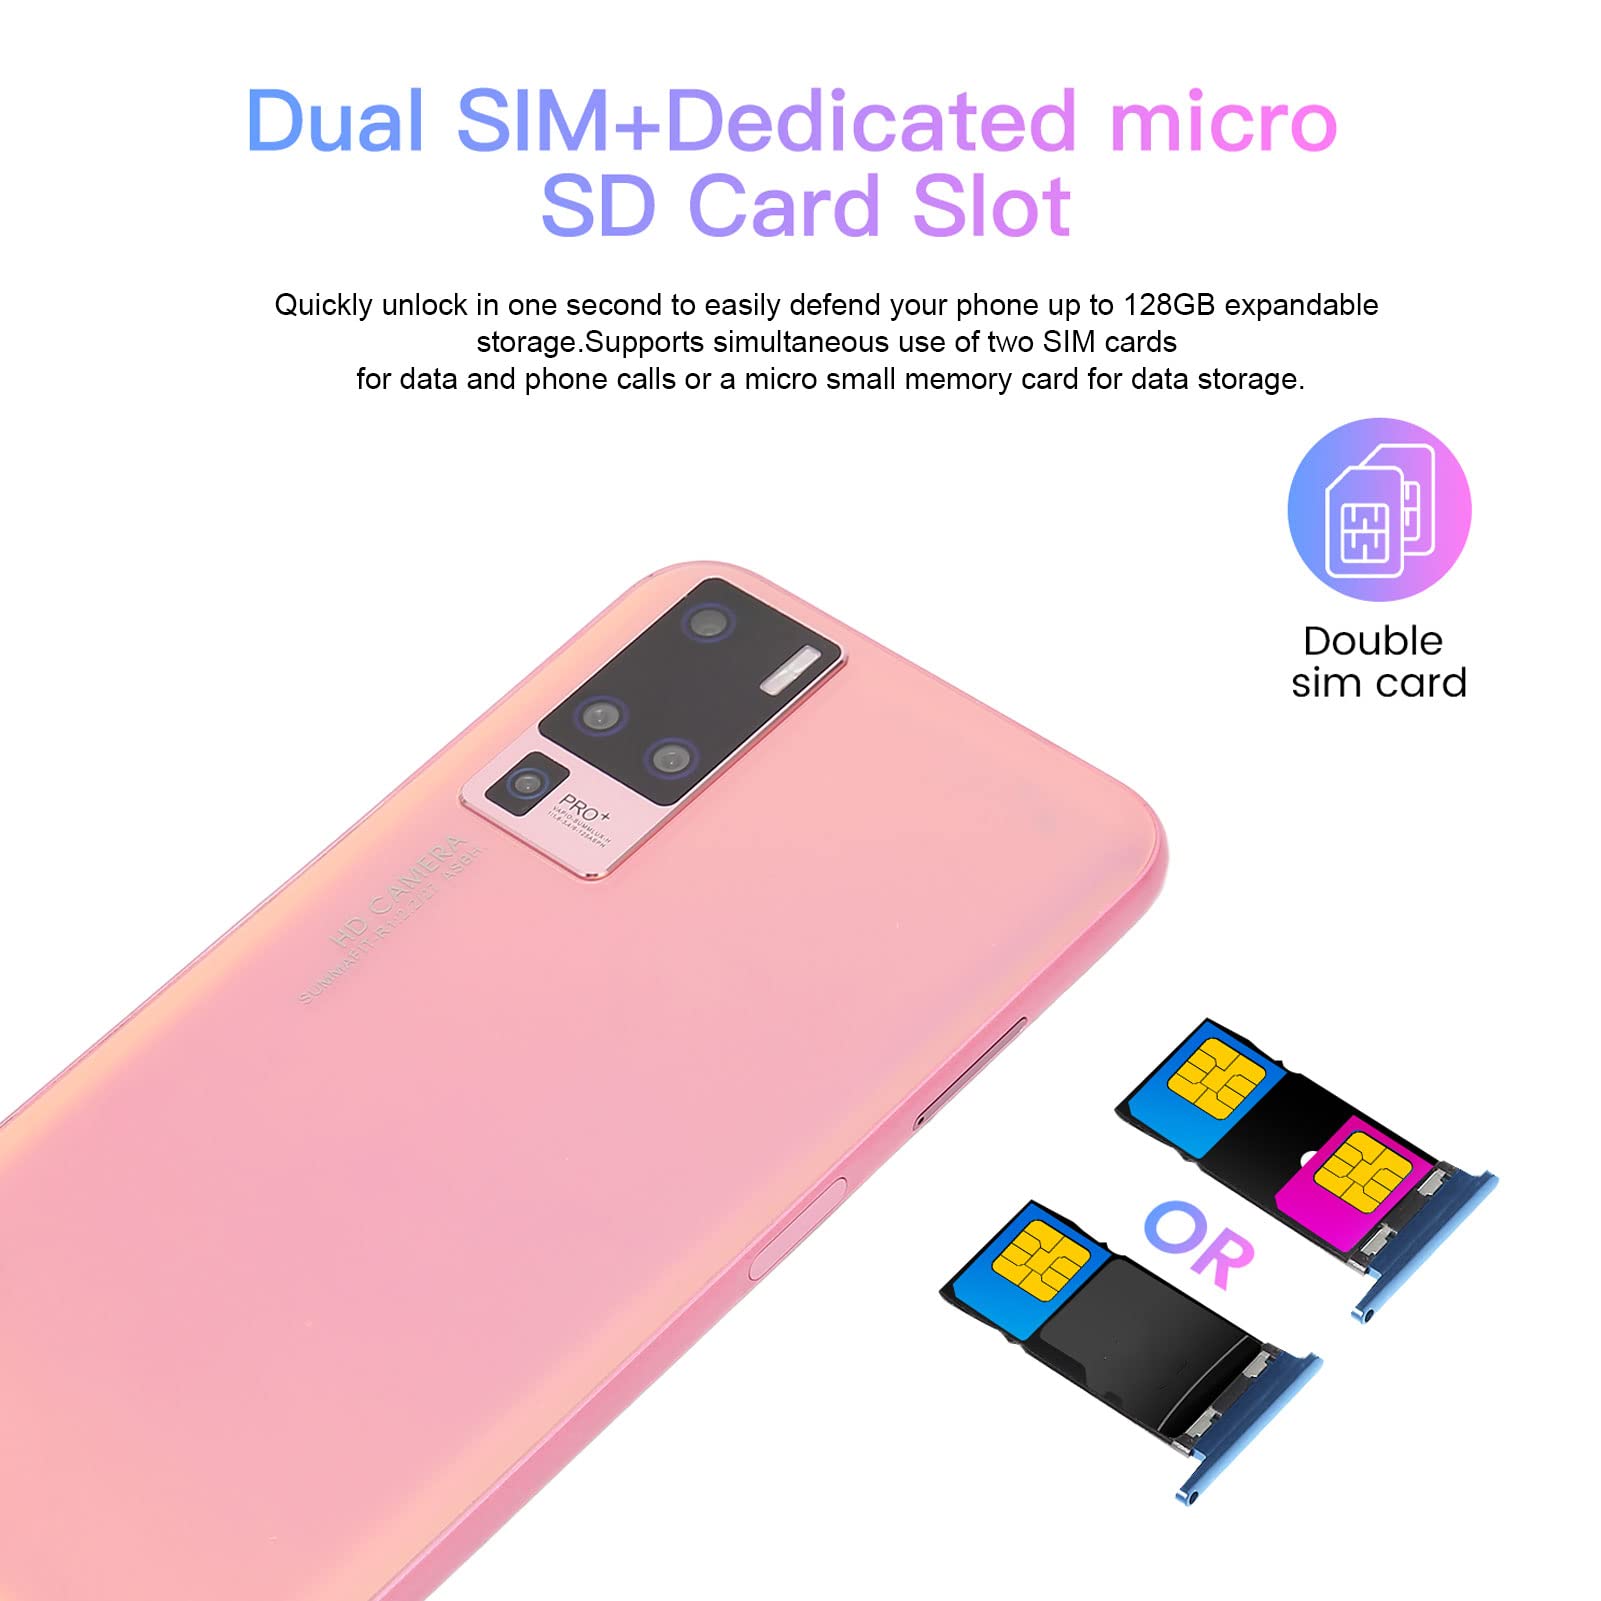 Dual SIM+Dedicated micro
SD Card Slot
Quickly unlock in one second to easily defend your phone up to 128GB expandable
storage.Supports simultaneous use of two SIM cards
for data and phone calls or a micro small memory card for data storage.
Double
sim card
PRO+
VARIO-SUMMLUX-H
HD CAMERA
OR